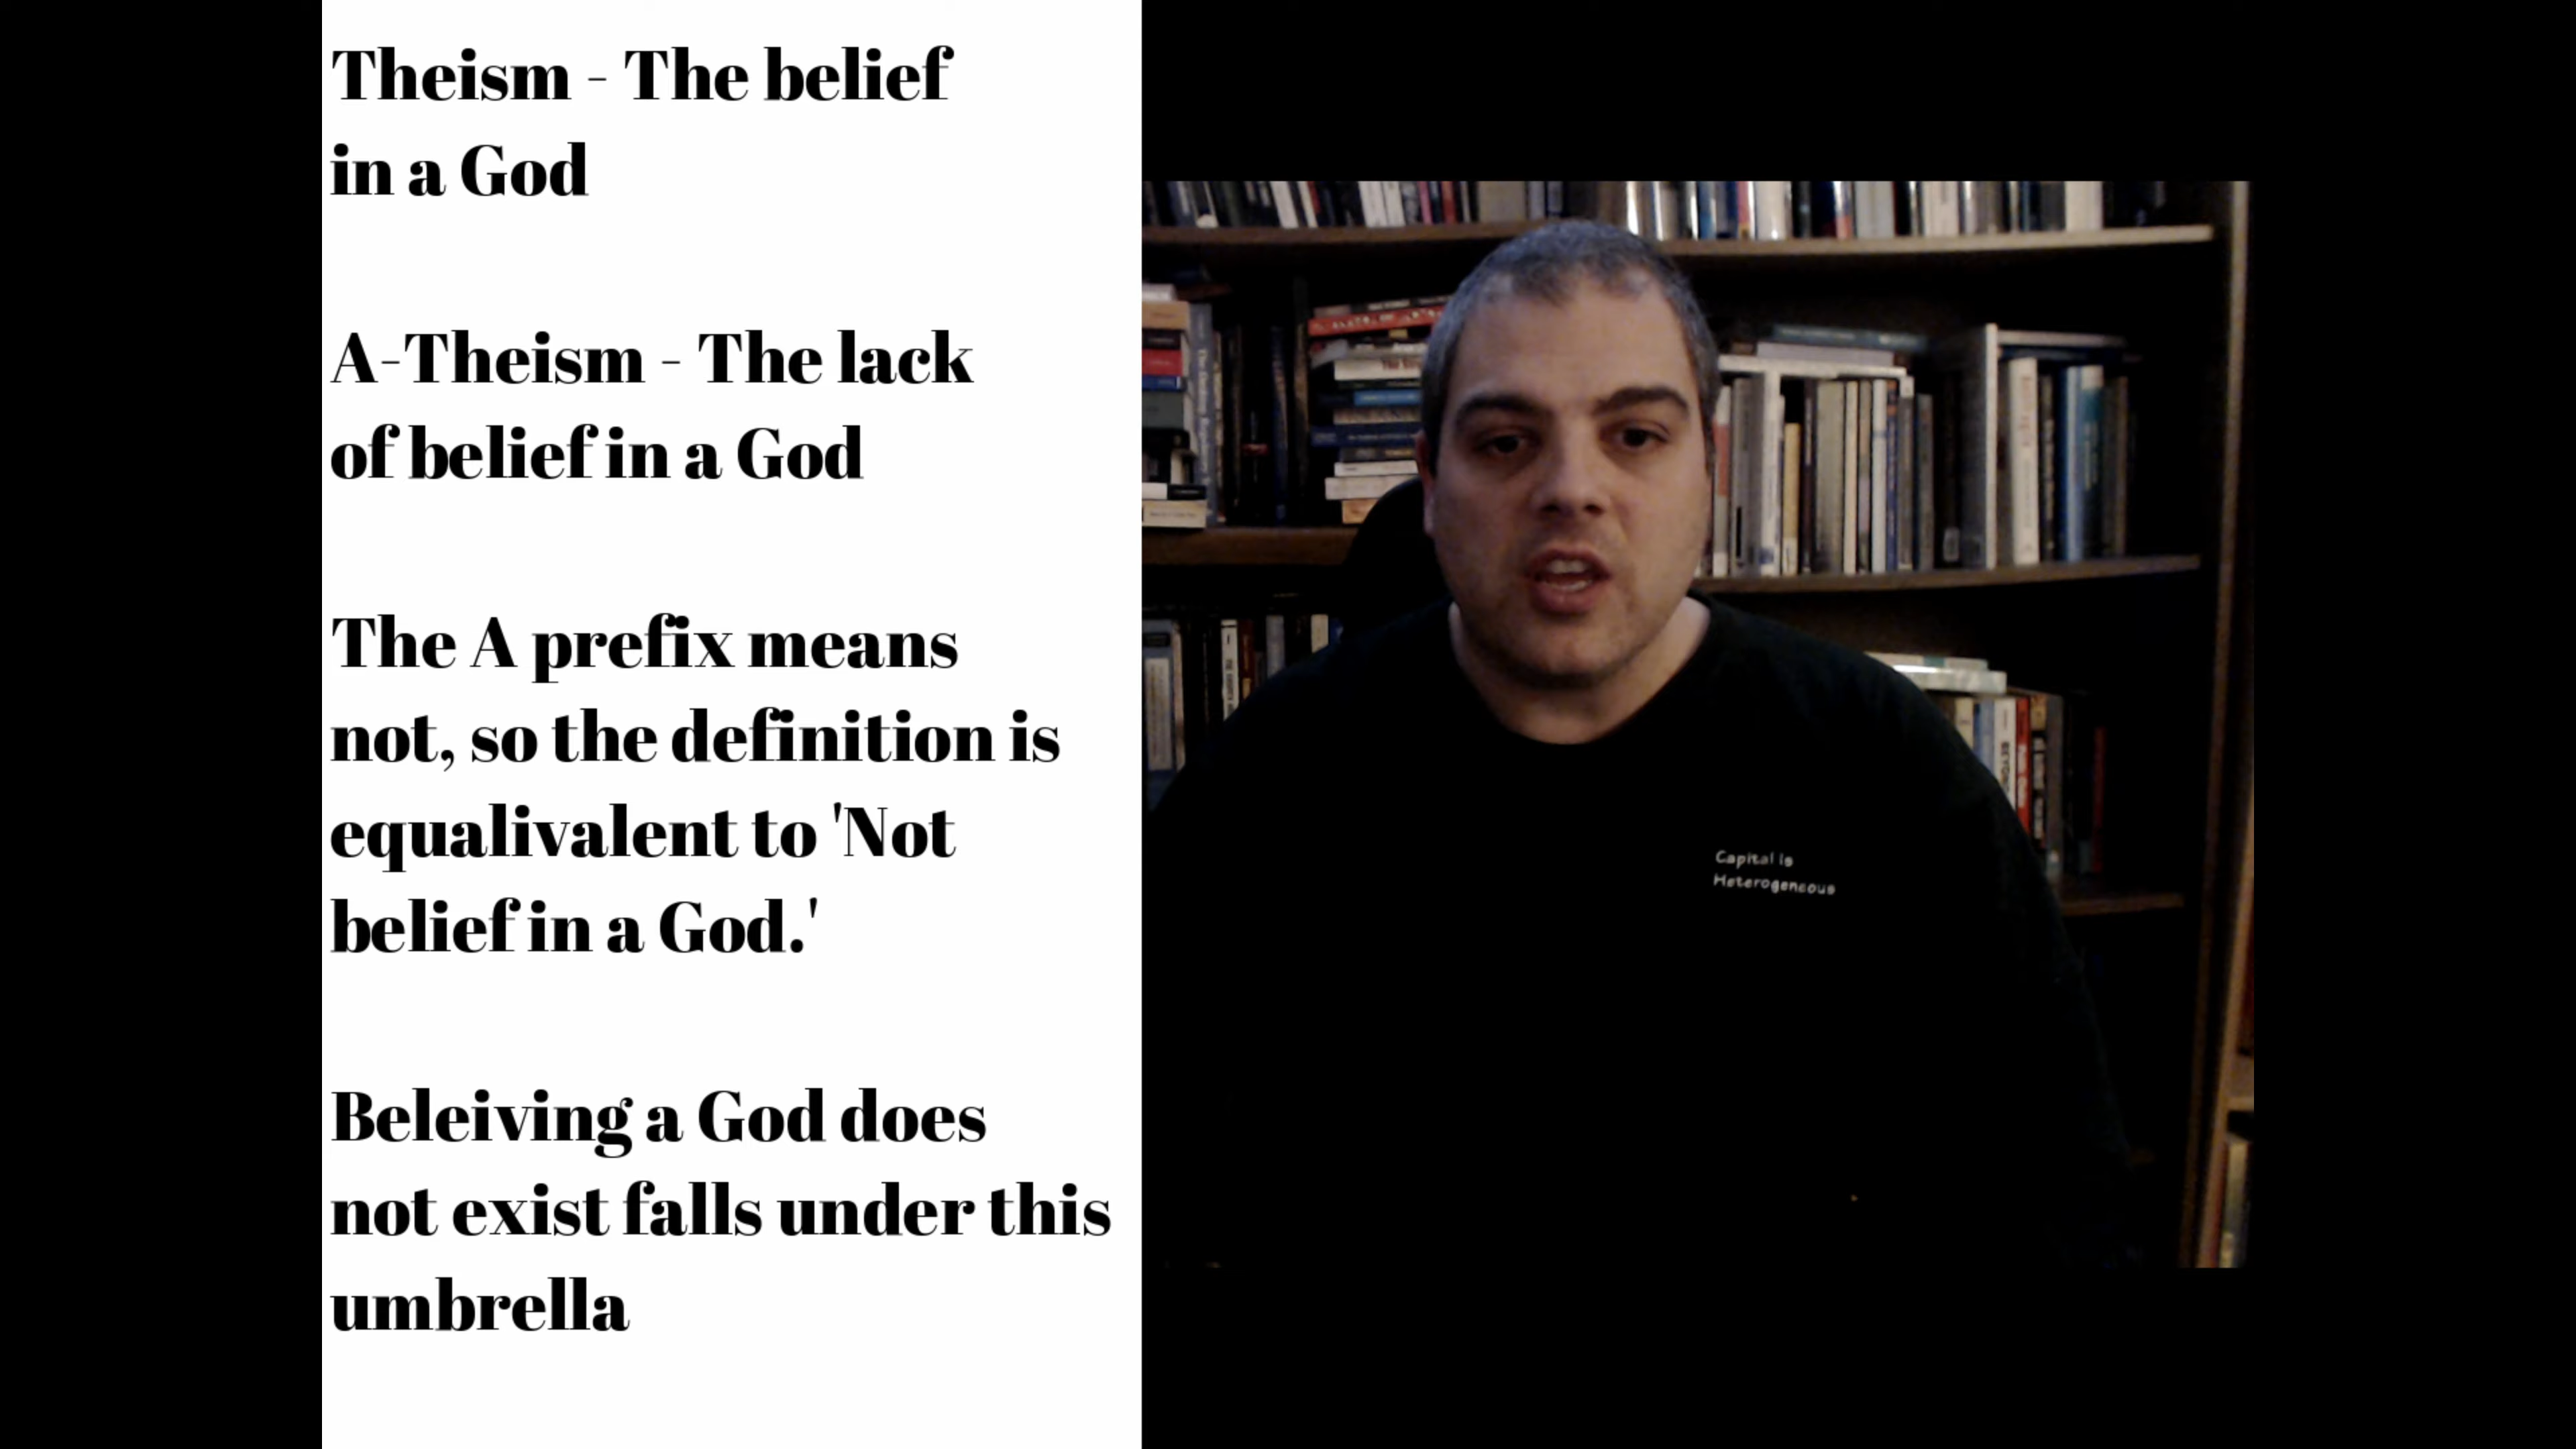 Theism - The belief
in a God
A-Theism - The lack
of belief in a God
The A prefix means
not, so the definition is
equalivalent to 'Not
belief in a God.'
Beleiving a God does
not exist falls under this
umbrella
Capital is
Heterogeneous